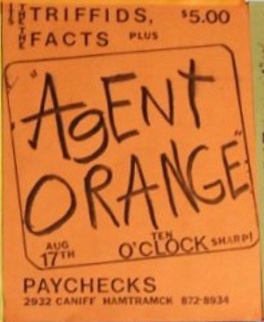 THE TRIFFIDS, $5.00
THE FACTS PLUS
"AgENT
ORANGE"
AUG 17TH TEN O'CLOCK SHARP!
PAYCHECKS
2932 CANIFF HAMTRAMCK 872-8934